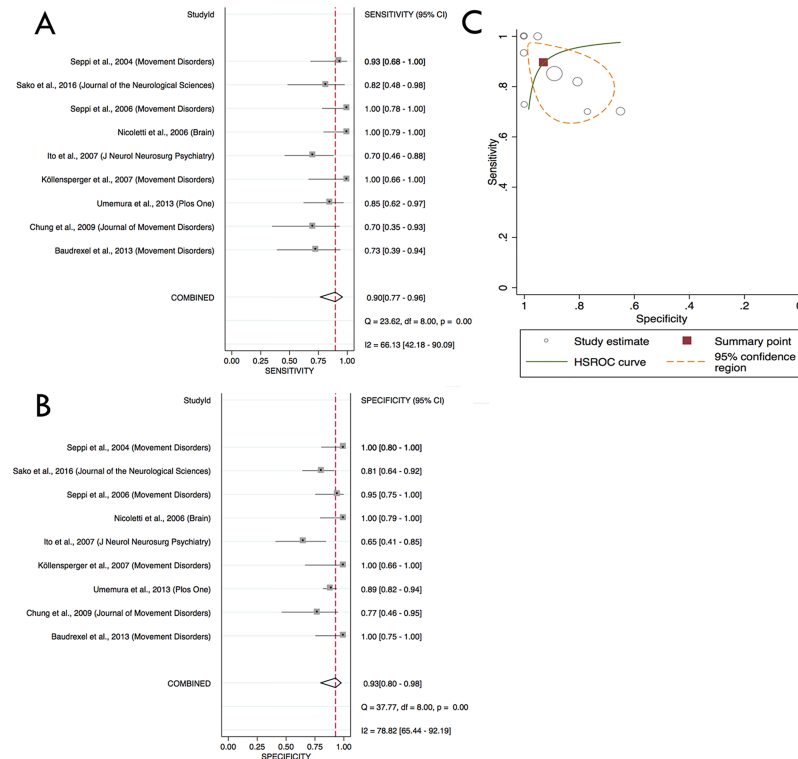 A
StudyId SENSITIVITY (95% CI)
Seppi et al., 2004 (Movement Disorders) 0.93 [0.68 - 1.00]
Sako et al., 2016 (Journal of the Neurological Sciences) 0.82 [0.48 - 0.98]
Seppi et al., 2006 (Movement Disorders) 1.00 [0.78 - 1.00]
Nicoletti et al., 2006 (Brain) 1.00 [0.79 - 1.00]
Ito et al., 2007 (J Neurol Neurosurg Psychiatry) 0.70 [0.46 - 0.88]
Köllensperger et al., 2007 (Movement Disorders) 1.00 [0.66 - 1.00]
Umemura et al., 2013 (Plos One) 0.85 [0.62 - 0.97]
Chung et al., 2009 (Journal of Movement Disorders) 0.70 [0.35 - 0.93]
Baudrexel et al., 2013 (Movement Disorders) 0.73 [0.39 - 0.94]
COMBINED 0.90[0.77 - 0.96]
Q = 23.62, df = 8.00, p = 0.00
I2 = 66.13 [42.18 - 90.09]
0.00 0.25 0.50 0.75 1.00
SENSITIVITY
B
StudyId SPECIFICITY (95% CI)
Seppi et al., 2004 (Movement Disorders) 1.00 [0.80 - 1.00]
Sako et al., 2016 (Journal of the Neurological Sciences) 0.81 [0.64 - 0.92]
Seppi et al., 2006 (Movement Disorders) 0.95 [0.75 - 1.00]
Nicoletti et al., 2006 (Brain) 1.00 [0.79 - 1.00]
Ito et al., 2007 (J Neurol Neurosurg Psychiatry) 0.65 [0.41 - 0.85]
Köllensperger et al., 2007 (Movement Disorders) 1.00 [0.66 - 1.00]
Umemura et al., 2013 (Plos One) 0.89 [0.82 - 0.94]
Chung et al., 2009 (Journal of Movement Disorders) 0.77 [0.46 - 0.95]
Baudrexel et al., 2013 (Movement Disorders) 1.00 [0.75 - 1.00]
COMBINED 0.93[0.80 - 0.98]
Q = 37.77, df = 8.00, p = 0.00
I2 = 78.82 [65.44 - 92.19]
0.00 0.25 0.50 0.75 1.00
SPECIFICITY
C
1
.8
.6
.4
.2
0
Sensitivity
1 .8 .6 .4 .2 0
Specificity
Study estimate Summary point
HSROC curve 95% confidence
region